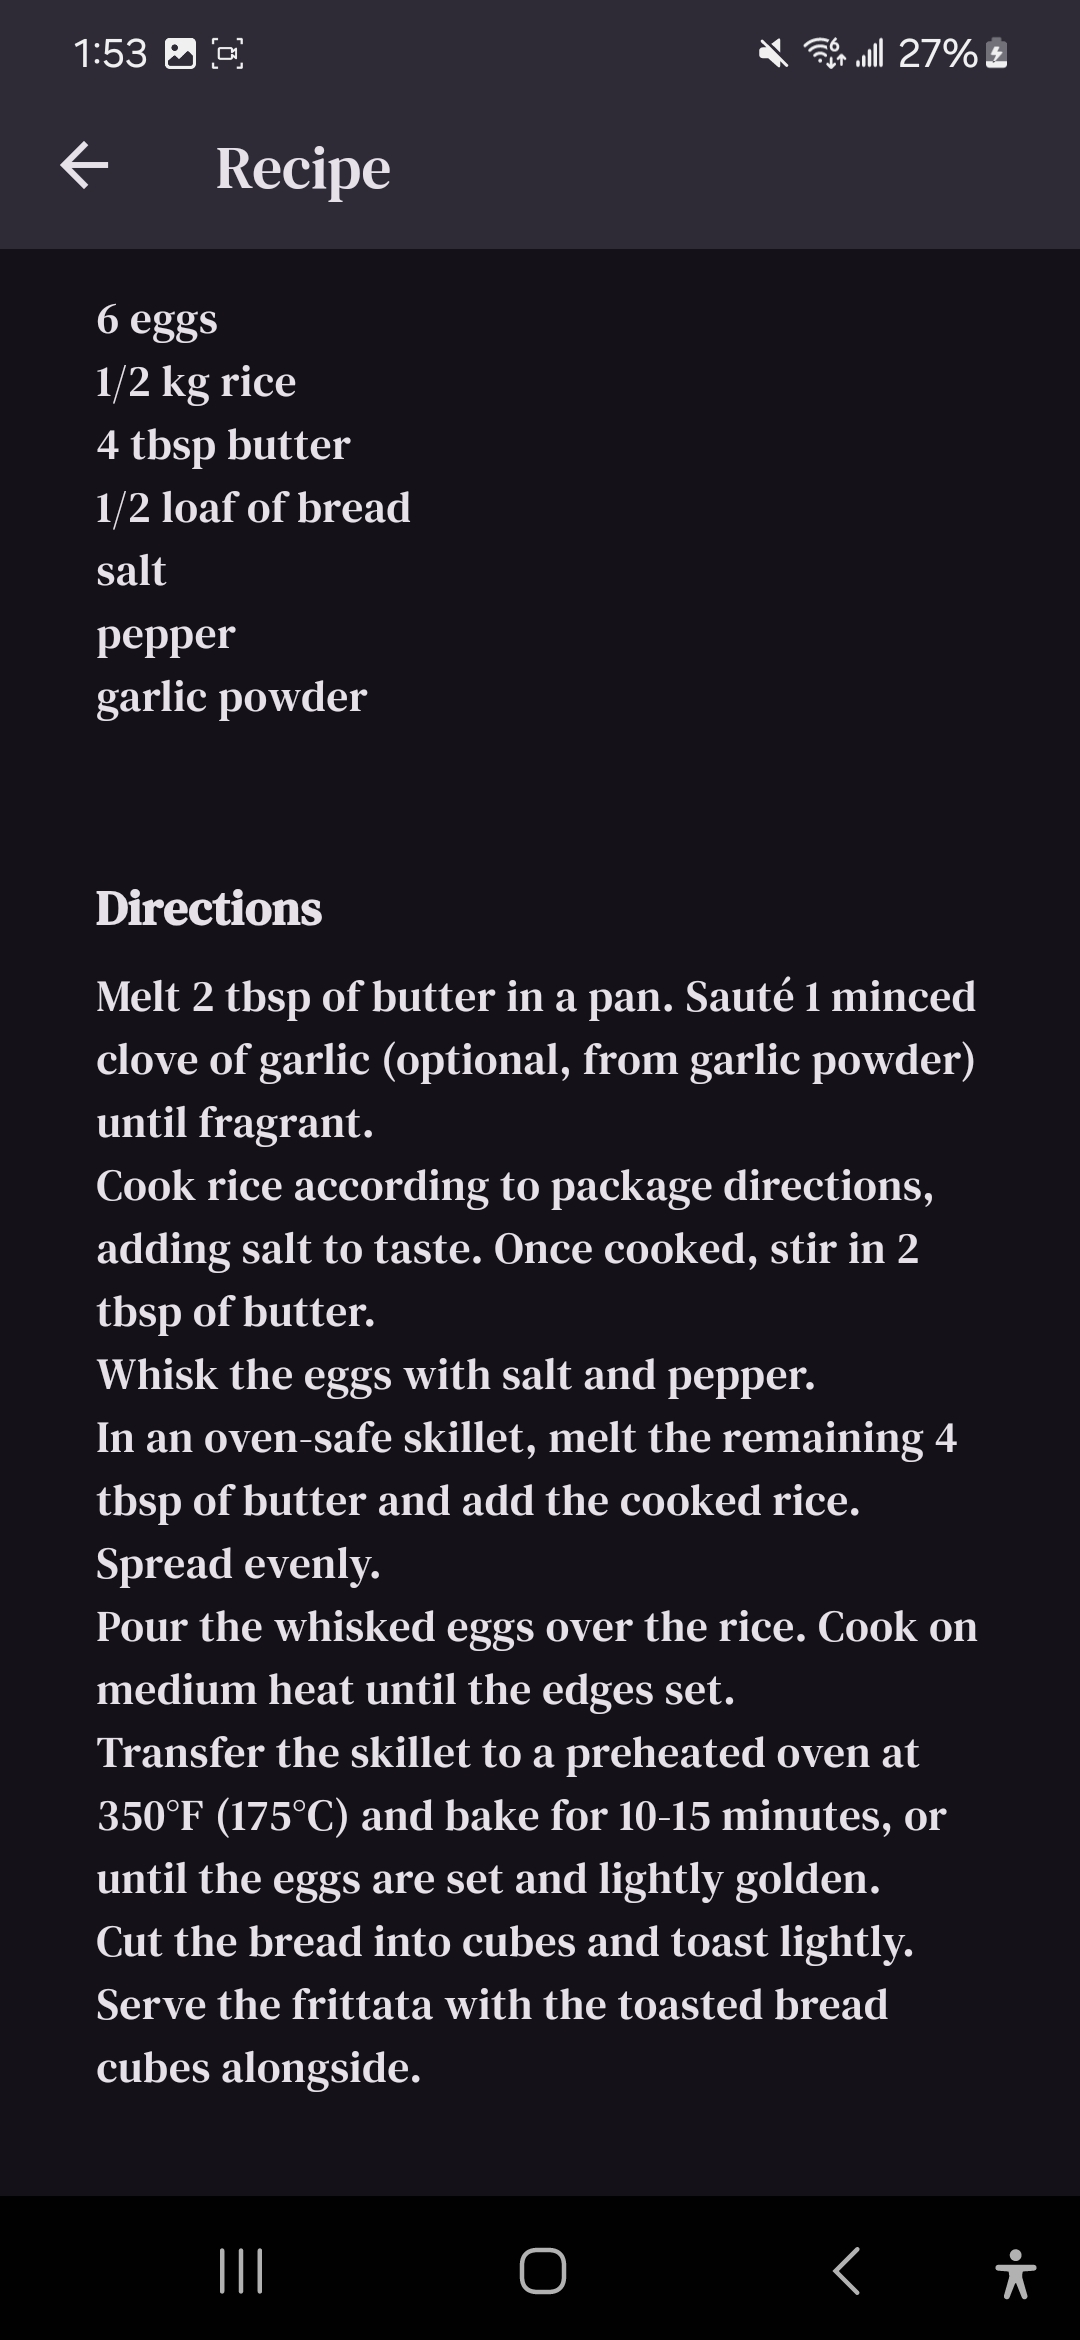 1:53
27%
Recipe
6 eggs
1/2 kg rice
4 tbsp butter
1/2 loaf of bread
salt
pepper
garlic powder
Directions
Melt 2 tbsp of butter in a pan. Sauté 1 minced
clove of garlic (optional, from garlic powder)
until fragrant.
Cook rice according to package directions,
adding salt to taste. Once cooked, stir in 2
tbsp of butter.
Whisk the eggs with salt and pepper.
In an oven-safe skillet, melt the remaining 4
tbsp of butter and add the cooked rice.
Spread evenly.
Pour the whisked eggs over the rice. Cook on
medium heat until the edges set.
Transfer the skillet to a preheated oven at
350°F (175°C) and bake for 10-15 minutes, or
until the eggs are set and lightly golden.
Cut the bread into cubes and toast lightly.
Serve the frittata with the toasted bread
cubes alongside.